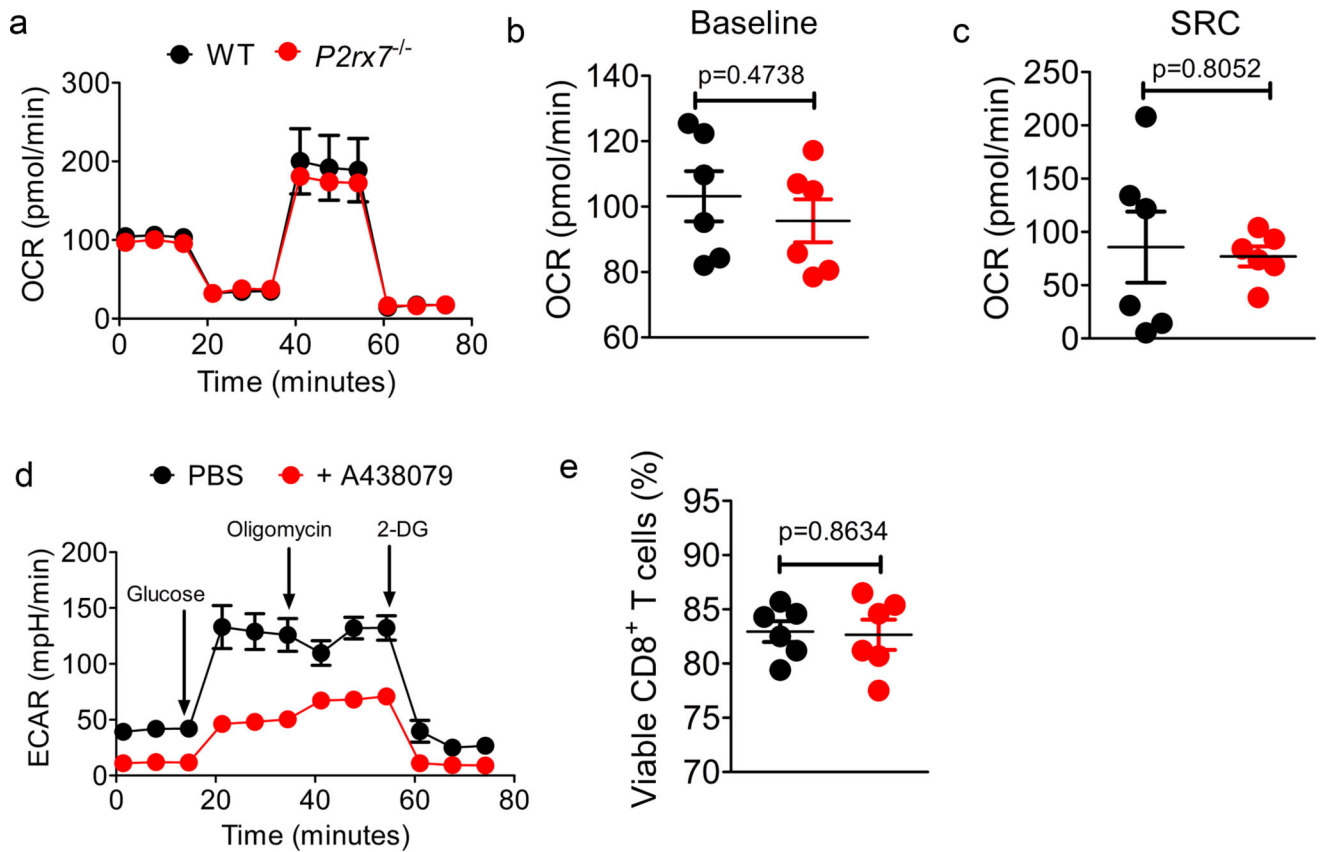 a
WT P2rx7-/-
OCR (pmol/min)
300
200
100
0
0 20 40 60 80
Time (minutes)
b
Baseline
p=0.4738
OCR (pmol/min)
140
120
100
80
60
c
SRC
p=0.8052
OCR (pmol/min)
250
200
150
100
50
0
d
PBS + A438079
ECAR (mpH/min)
200
150
100
50
0
Glucose
Oligomycin
2-DG
0 20 40 60 80
Time (minutes)
e
Viable CD8+ T cells (%)
95
90
85
80
75
70
p=0.8634